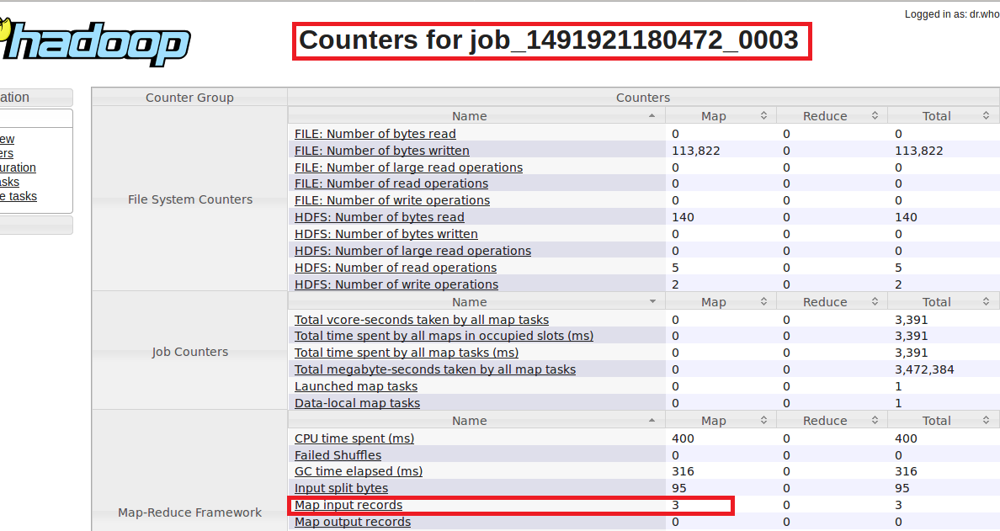 Logged in as: dr.who
hadoop
Counters for job_1491921180472_0003
ation
ew
ers
uration
asks
e tasks
Counter Group Counters
Name Map Reduce Total
File System Counters
FILE: Number of bytes read 0 0 0
FILE: Number of bytes written 113,822 0 113,822
FILE: Number of large read operations 0 0 0
FILE: Number of read operations 0 0 0
FILE: Number of write operations 0 0 0
HDFS: Number of bytes read 140 0 140
HDFS: Number of bytes written 0 0 0
HDFS: Number of large read operations 0 0 0
HDFS: Number of read operations 5 0 5
HDFS: Number of write operations 2 0 2
Name Map Reduce Total
Job Counters
Total vcore-seconds taken by all map tasks 0 0 3,391
Total time spent by all maps in occupied slots (ms) 0 0 3,391
Total time spent by all map tasks (ms) 0 0 3,391
Total megabyte-seconds taken by all map tasks 0 0 3,472,384
Launched map tasks 0 0 1
Data-local map tasks 0 0 1
Name Map Reduce Total
Map-Reduce Framework
CPU time spent (ms) 400 0 400
Failed Shuffles 0 0 0
GC time elapsed (ms) 316 0 316
Input split bytes 95 0 95
Map input records 3 0 3
Map output records 0 0 0